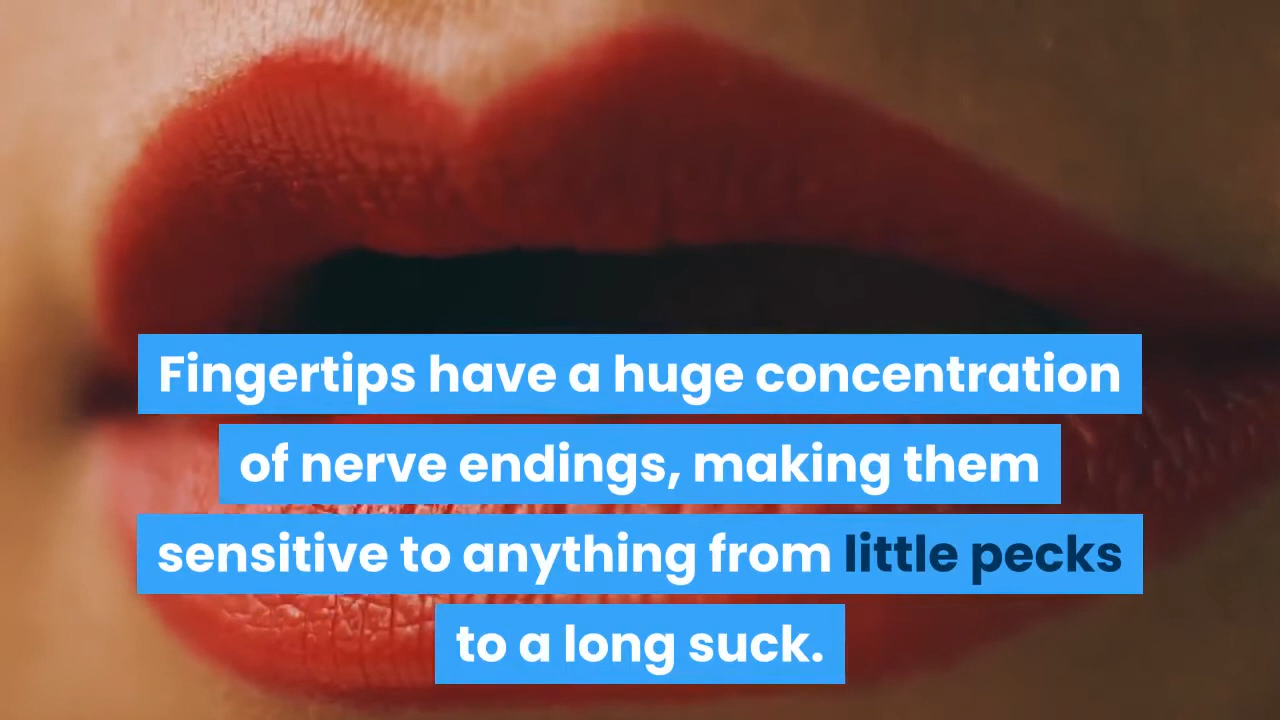 Fingertips have a huge concentration
of nerve endings, making them
sensitive to anything from little pecks
to a long suck.